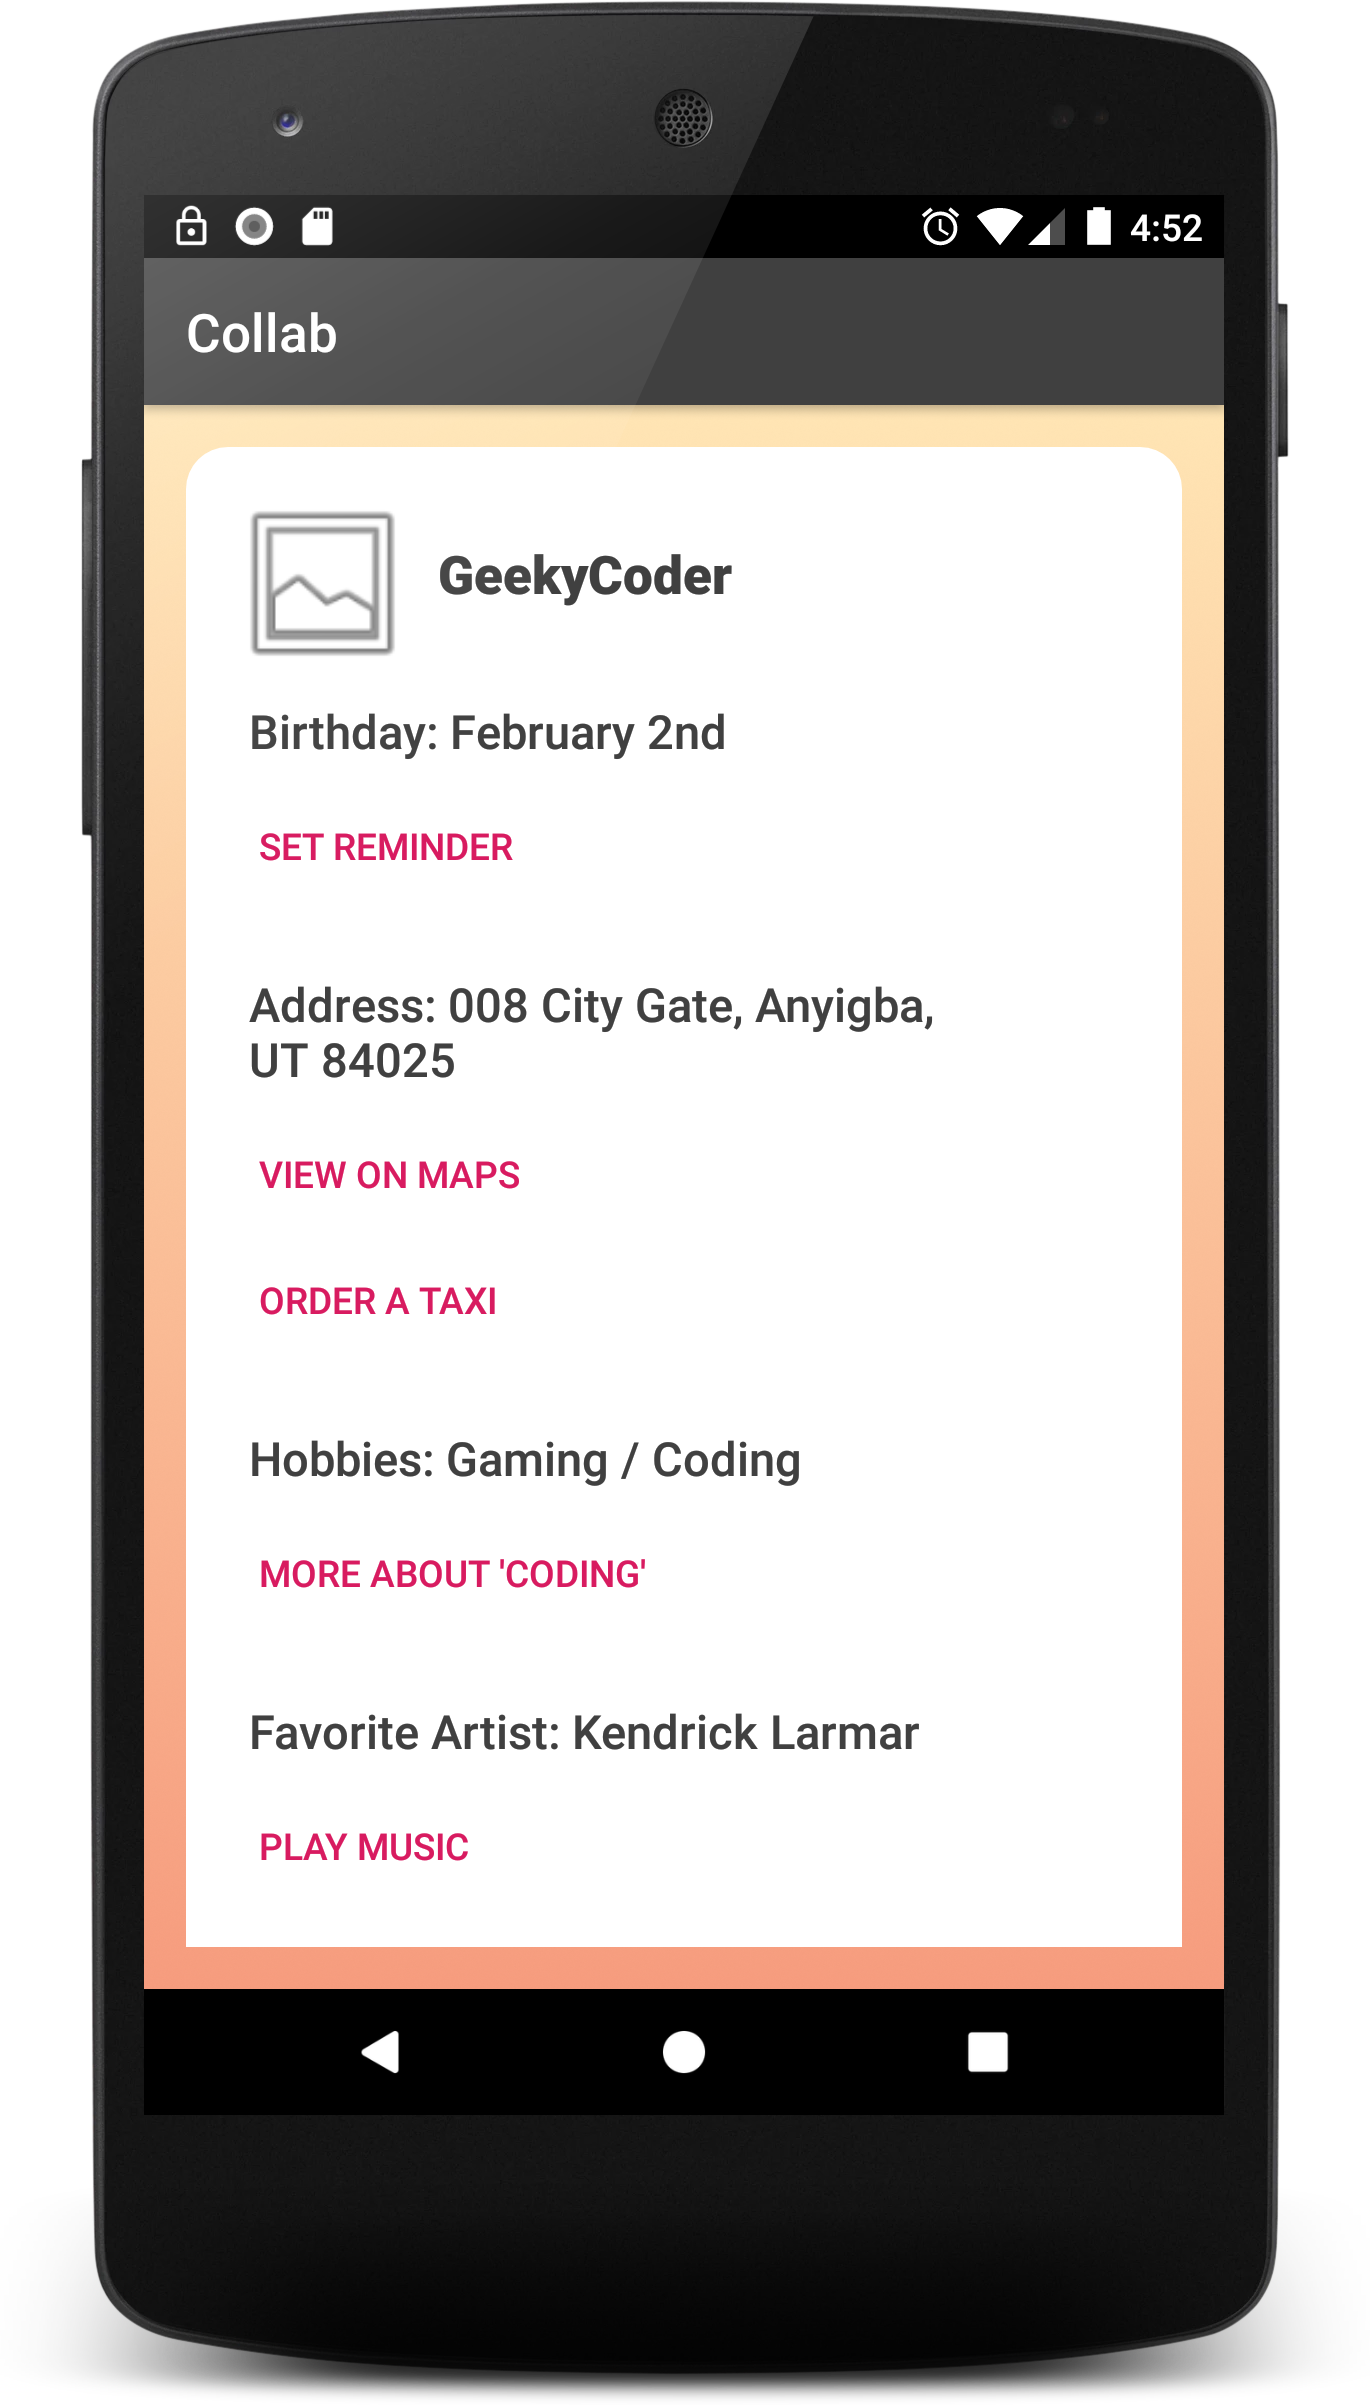 4:52
Collab
GeekyCoder
Birthday: February 2nd
SET REMINDER
Address: 008 City Gate, Anyigba,
UT 84025
VIEW ON MAPS
ORDER A TAXI
Hobbies: Gaming / Coding
MORE ABOUT 'CODING'
Favorite Artist: Kendrick Larmar
PLAY MUSIC